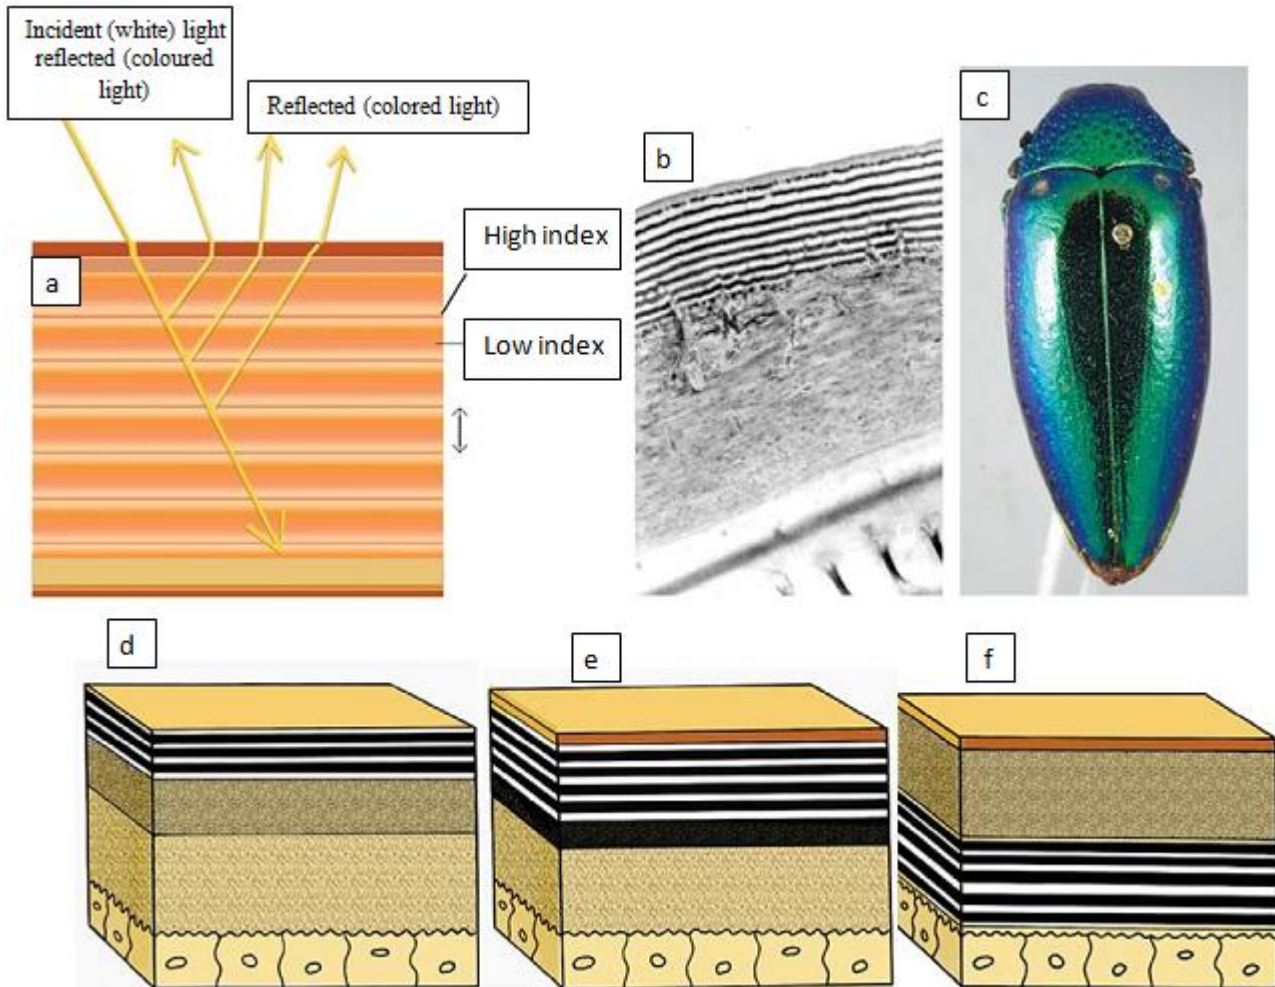 Incident (white) light
reflected (coloured
light)
Reflected (colored light)
a
High index
Low index
b
c
d
e
f